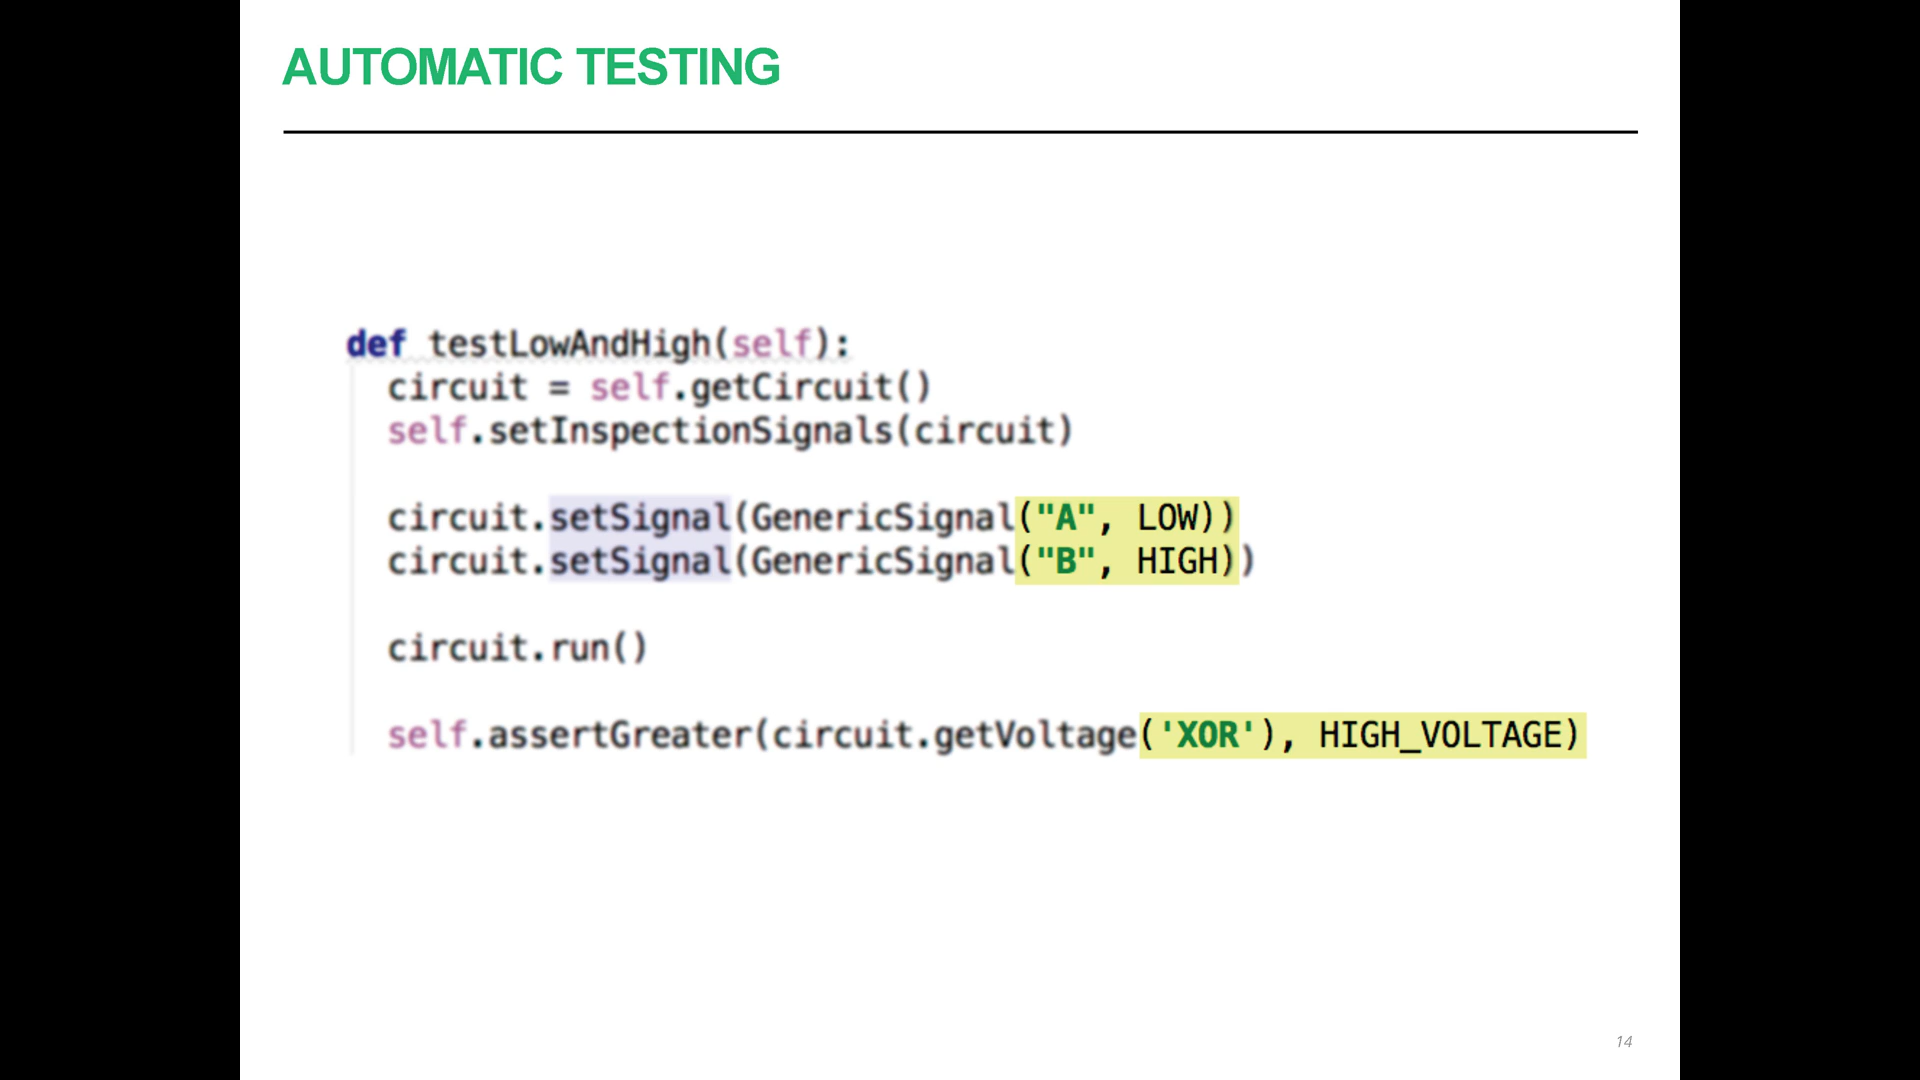 AUTOMATIC TESTING
def testLowAndHigh(self):
circuit = self.getCircuit()
self.setInspectionSignals(circuit)
circuit.setSignal(GenericSignal("A", LOW))
circuit.setSignal(GenericSignal("B", HIGH))
circuit.run()
self.assertGreater(circuit.getVoltage('XOR'), HIGH_VOLTAGE)
14